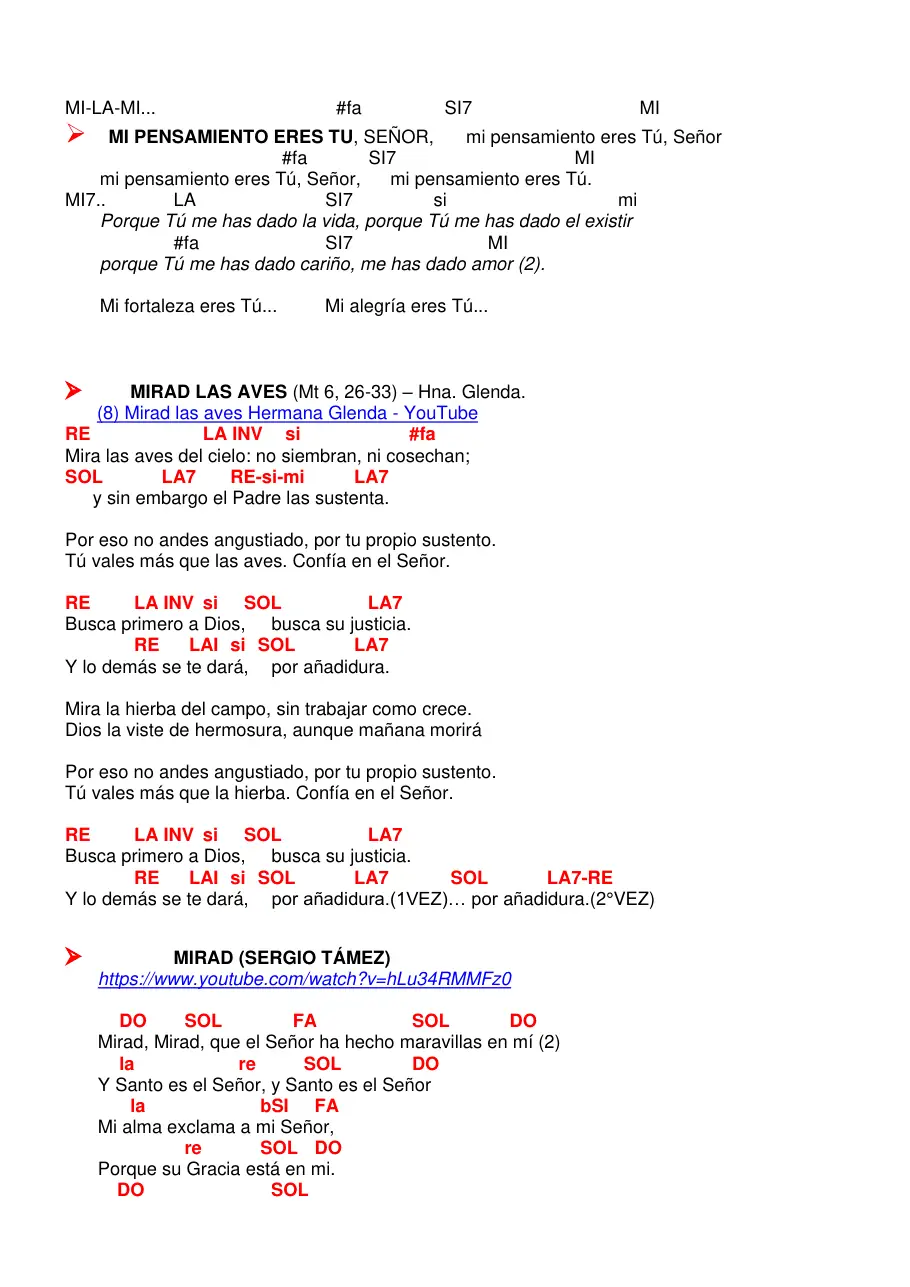 MI-LA-MI... #fa SI7 MI
➢ MI PENSAMIENTO ERES TU, SEÑOR, mi pensamiento eres Tú, Señor
#fa SI7 MI
mi pensamiento eres Tú, Señor, mi pensamiento eres Tú.
MI7.. LA SI7 si mi
Porque Tú me has dado la vida, porque Tú me has dado el existir
#fa SI7 MI
porque Tú me has dado cariño, me has dado amor (2).
Mi fortaleza eres Tú... Mi alegría eres Tú...
➢ MIRAD LAS AVES (Mt 6, 26-33) – Hna. Glenda.
(8) Mirad las aves Hermana Glenda - YouTube
RE LA INV si #fa
Mira las aves del cielo: no siembran, ni cosechan;
SOL LA7 RE-si-mi LA7
y sin embargo el Padre las sustenta.
Por eso no andes angustiado, por tu propio sustento.
Tú vales más que las aves. Confía en el Señor.
RE LA INV si SOL LA7
Busca primero a Dios, busca su justicia.
RE LAI si SOL LA7
Y lo demás se te dará, por añadidura.
Mira la hierba del campo, sin trabajar como crece.
Dios la viste de hermosura, aunque mañana morirá
Por eso no andes angustiado, por tu propio sustento.
Tú vales más que la hierba. Confía en el Señor.
RE LA INV si SOL LA7
Busca primero a Dios, busca su justicia.
RE LAI si SOL LA7 SOL LA7-RE
Y lo demás se te dará, por añadidura.(1VEZ)… por añadidura.(2°VEZ)
➢ MIRAD (SERGIO TÁMEZ)
https://www.youtube.com/watch?v=hLu34RMMFz0
DO SOL FA SOL DO
Mirad, Mirad, que el Señor ha hecho maravillas en mí (2)
la re SOL DO
Y Santo es el Señor, y Santo es el Señor
la bSI FA
Mi alma exclama a mi Señor,
re SOL DO
Porque su Gracia está en mi.
DO SOL